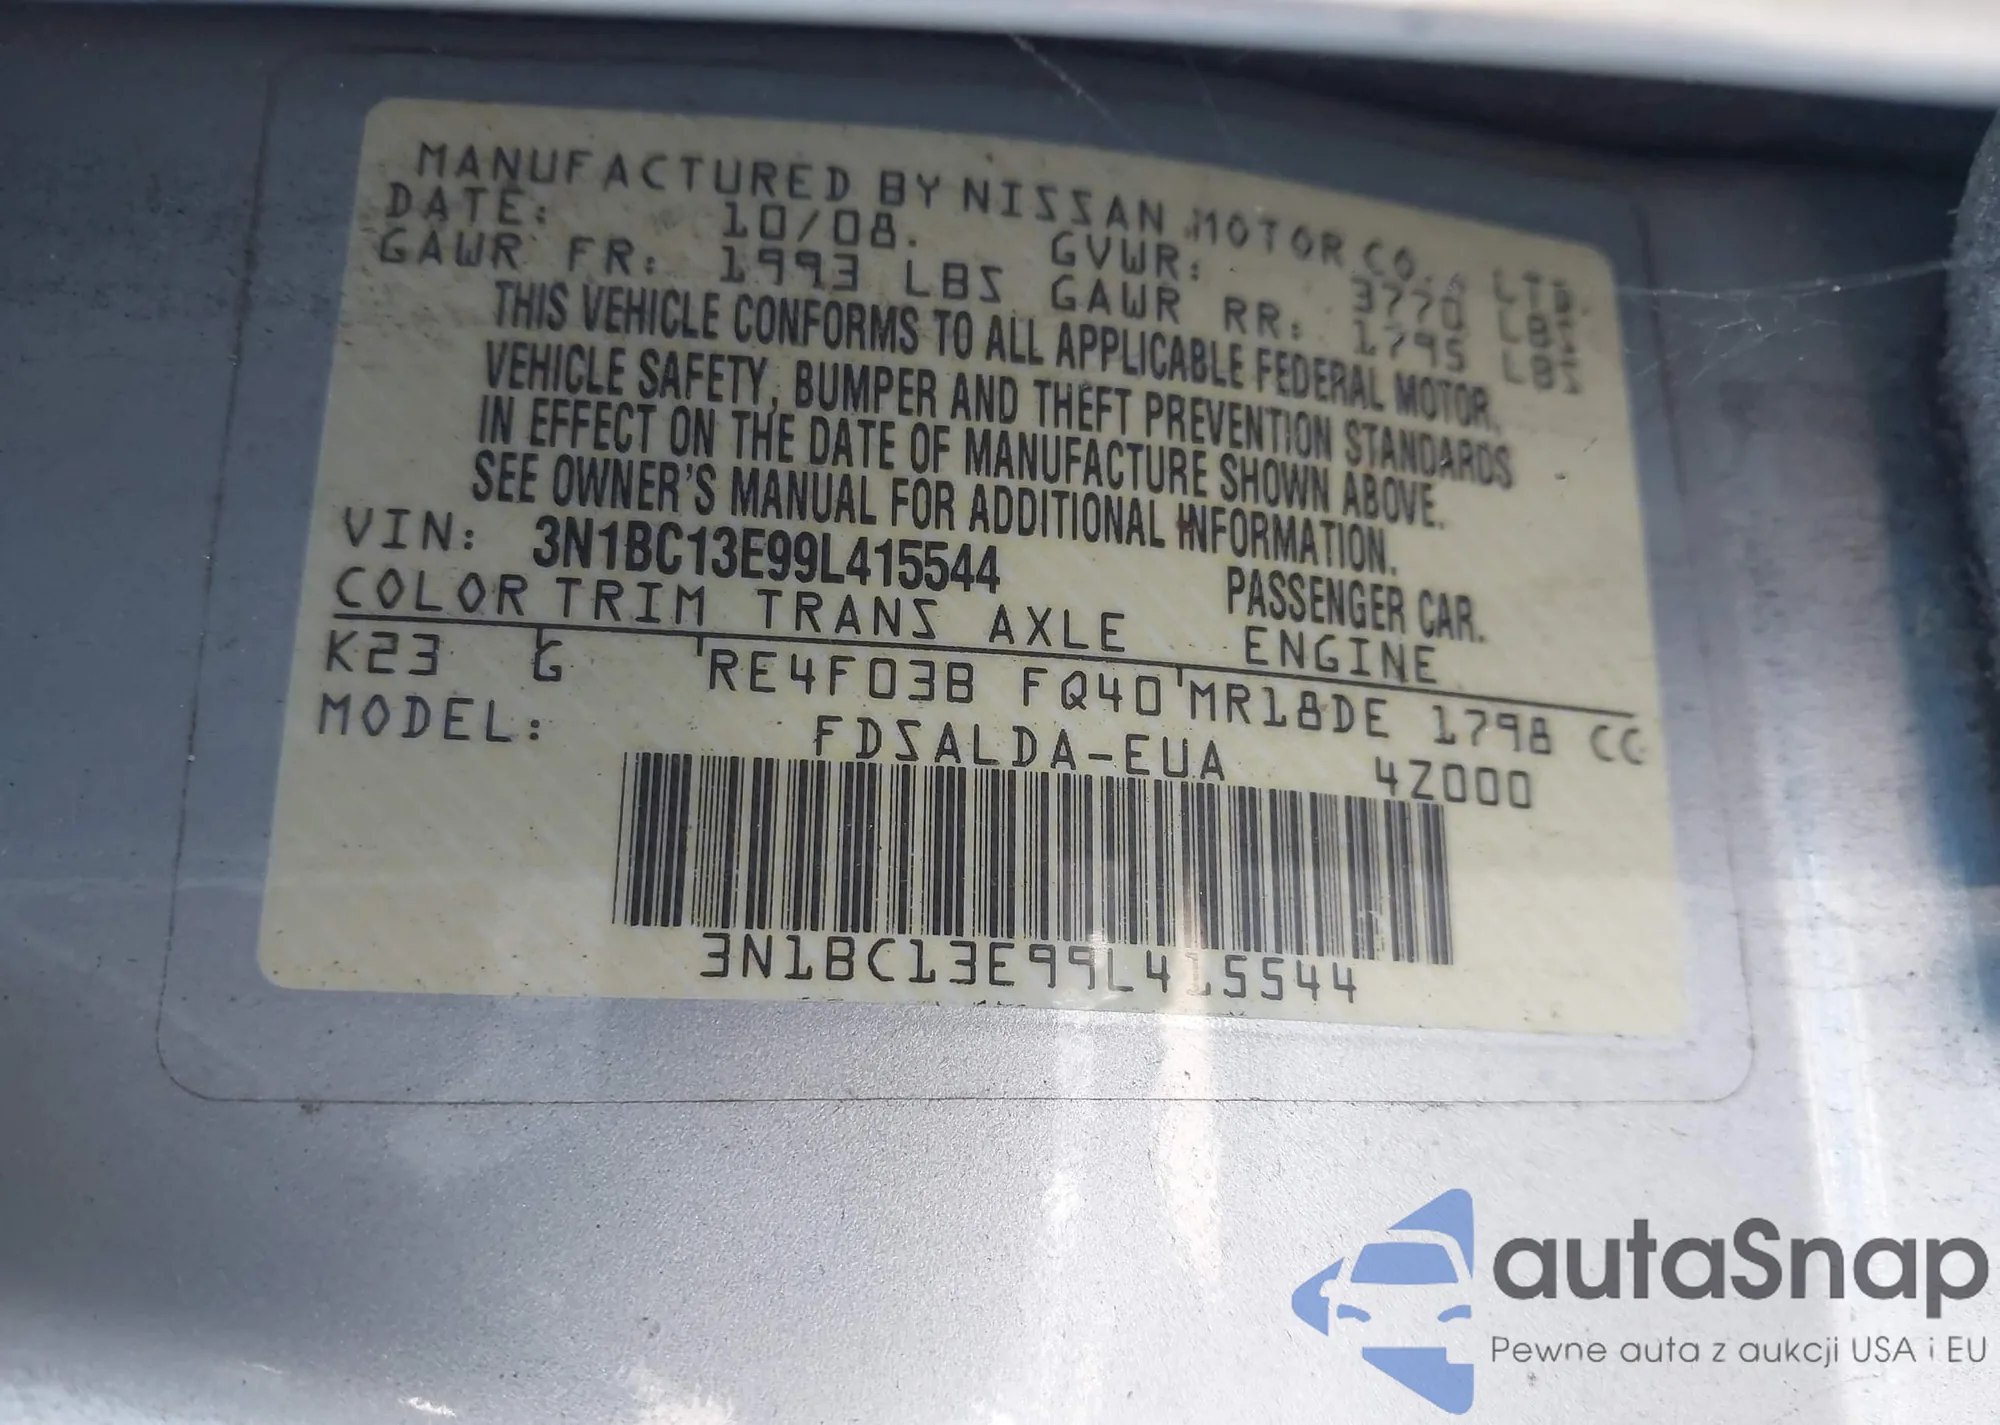 MANUFACTURED BY NISSAN MOTOR CO., LTD.
DATE: 10/08. GVWR: 3770 LBS
GAWR FR: 1993 LBS GAWR RR: 1795 LBS
THIS VEHICLE CONFORMS TO ALL APPLICABLE FEDERAL MOTOR
VEHICLE SAFETY, BUMPER AND THEFT PREVENTION STANDARDS
IN EFFECT ON THE DATE OF MANUFACTURE SHOWN ABOVE.
SEE OWNER'S MANUAL FOR ADDITIONAL INFORMATION.
VIN: 3N1BC13E99L415544 PASSENGER CAR.
COLOR TRIM TRANS AXLE ENGINE
K23 G RE4F03B FQ40 MR18DE 1798 CC
MODEL: FDSALDA-EUA 4Z000
3N1BC13E99L415544
autaSnap
Pewne auta z aukcji USA i EU